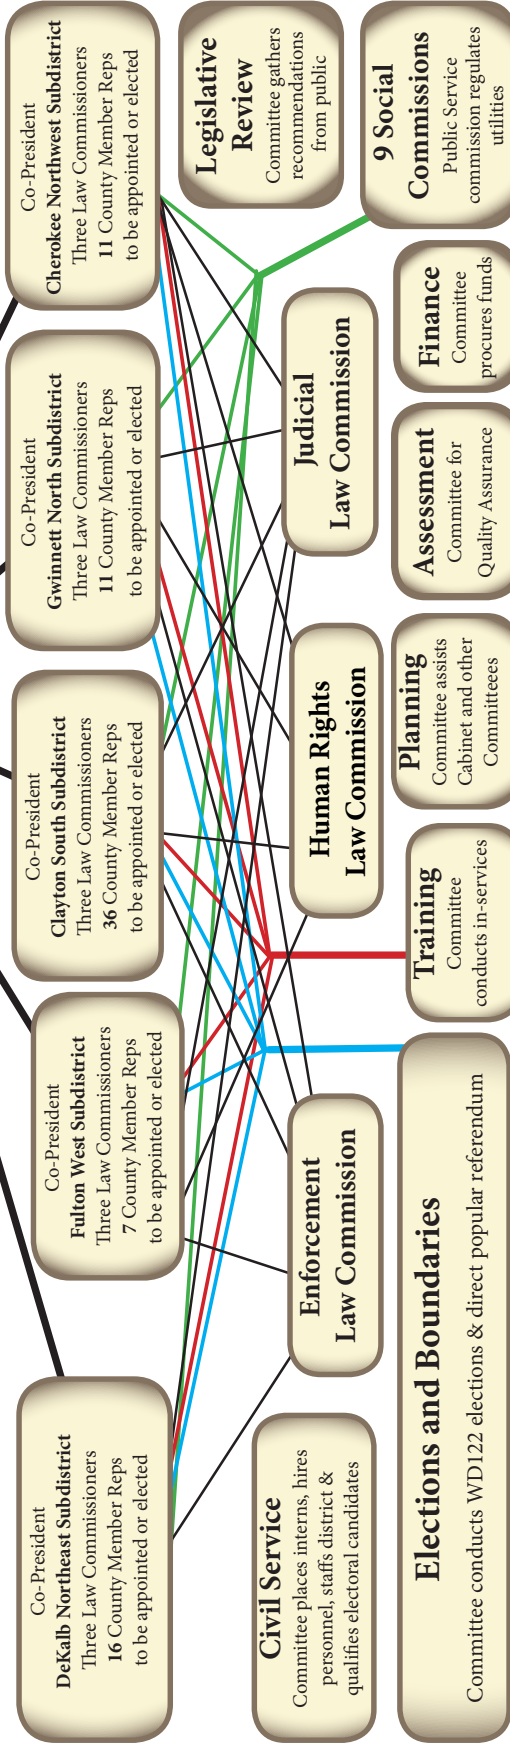 Co-President
DeKalb Northeast Subdistrict
Three Law Commissioners
16 County Member Reps
to be appointed or elected
Co-President
Fulton West Subdistrict
Three Law Commissioners
7 County Member Reps
to be appointed or elected
Co-President
Clayton South Subdistrict
Three Law Commissioners
36 County Member Reps
to be appointed or elected
Co-President
Gwinnett North Subdistrict
Three Law Commissioners
11 County Member Reps
to be appointed or elected
Co-President
Cherokee Northwest Subdistrict
Three Law Commissioners
11 County Member Reps
to be appointed or elected
Civil Service
Committee places interns, hires
personnel, staffs district &
qualifies electoral candidates
Enforcement
Law Commission
Human Rights
Law Commission
Judicial
Law Commission
Legislative
Review
Committee gathers
recommendations
from public
Elections and Boundaries
Committee conducts WD122 elections & direct popular referendum
Training
Committee
conducts in-services
Planning
Committee assists
Cabinet and other
Committeees
Assessment
Committee for
Quality Assurance
Finance
Committee
procures funds
9 Social
Commissions
Public Service
commission regulates
utilities